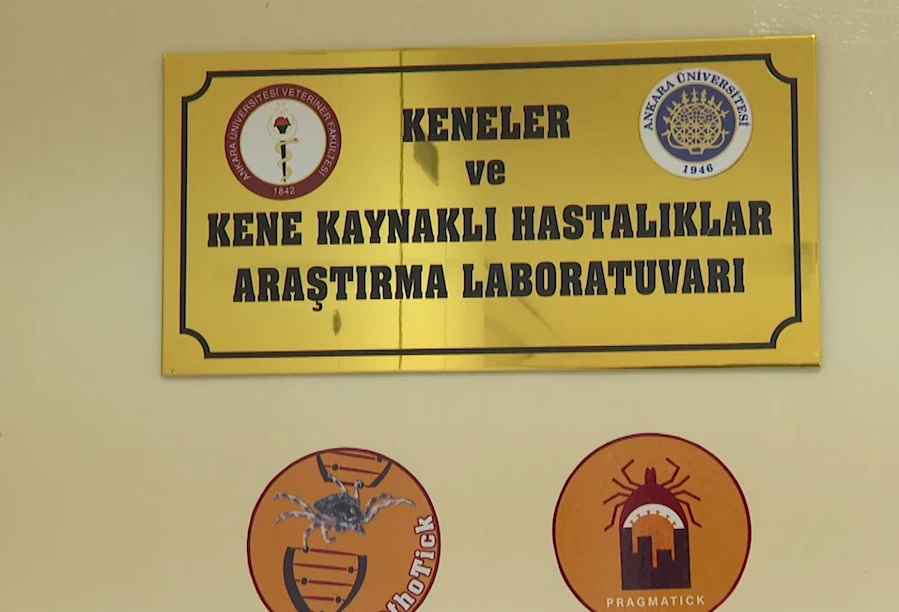 ANKARA ÜNİVERSİTESİ VETERİNER FAKÜLTESİ
1842
ANKARA ÜNİVERSİTESİ
1946
KENELER
ve
KENE KAYNAKLI HASTALIKLAR
ARAŞTIRMA LABORATUVARI
PRAGMATICK